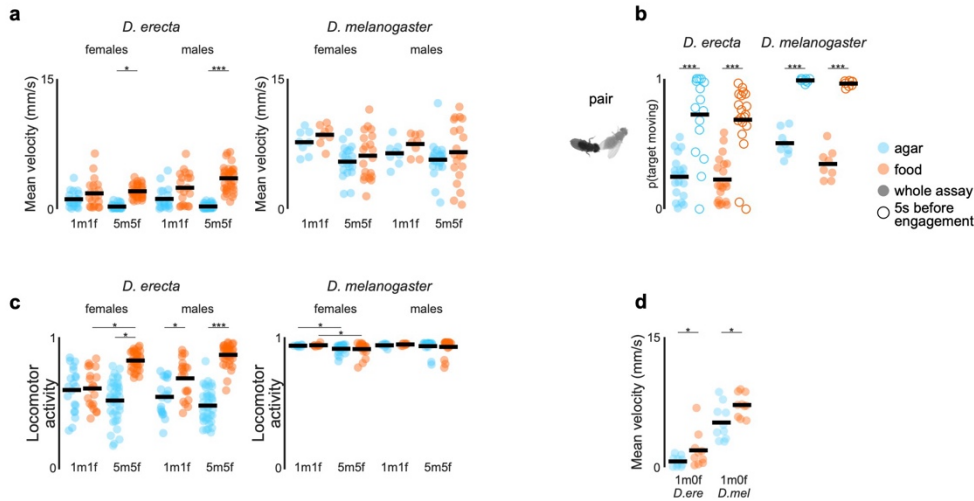 a
D. erecta
D. melanogaster
females
males
females
males
*
***
15
Mean velocity (mm/s)
0
1m1f
5m5f
1m1f
5m5f
15
Mean velocity (mm/s)
0
1m1f
5m5f
1m1f
5m5f
b
D. erecta
D. melanogaster
pair
***
***
***
***
1
p(target moving)
0
agar
food
whole assay
5s before
engagement
c
D. erecta
D. melanogaster
females
males
females
males
*
*
*
***
*
*
1
Locomotor
activity
0
1m1f
5m5f
1m1f
5m5f
1
Locomotor
activity
0
1m1f
5m5f
1m1f
5m5f
d
*
*
15
Mean velocity (mm/s)
0
1m0f
1m0f
D.ere
D.mel